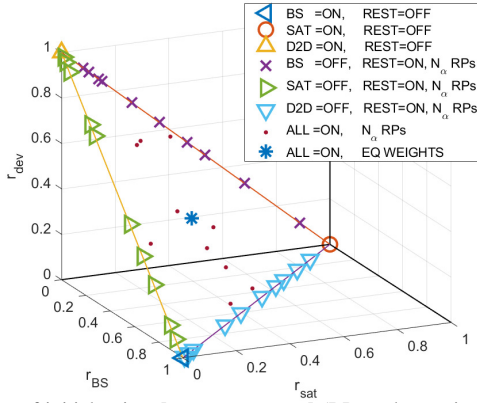 BS =ON, REST=OFF
SAT =ON, REST=OFF
D2D =ON, REST=OFF
BS =OFF, REST=ON, Nα RPs
SAT =OFF, REST=ON, Nα RPs
D2D =OFF, REST=ON, Nα RPs
ALL =ON, Nα RPs
ALL =ON, EQ WEIGHTS
1
0.8
0.6
0.4
0.2
0
rdev
0
0.2
0.4
0.6
0.8
1
rBS
0
0.2
0.4
0.6
0.8
1
rsat